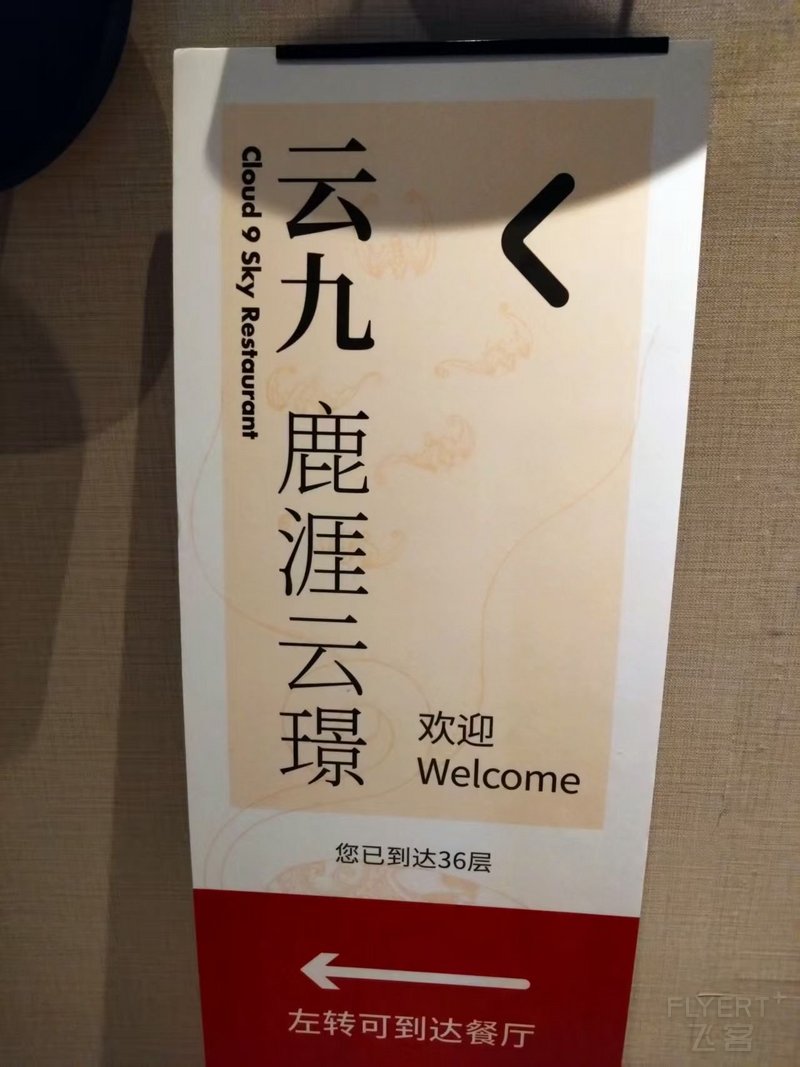 云九 鹿涯云璟
Cloud 9 Sky Restaurant
欢迎
Welcome
您已到达36层
左转可到达餐厅
FLYERT
飞客